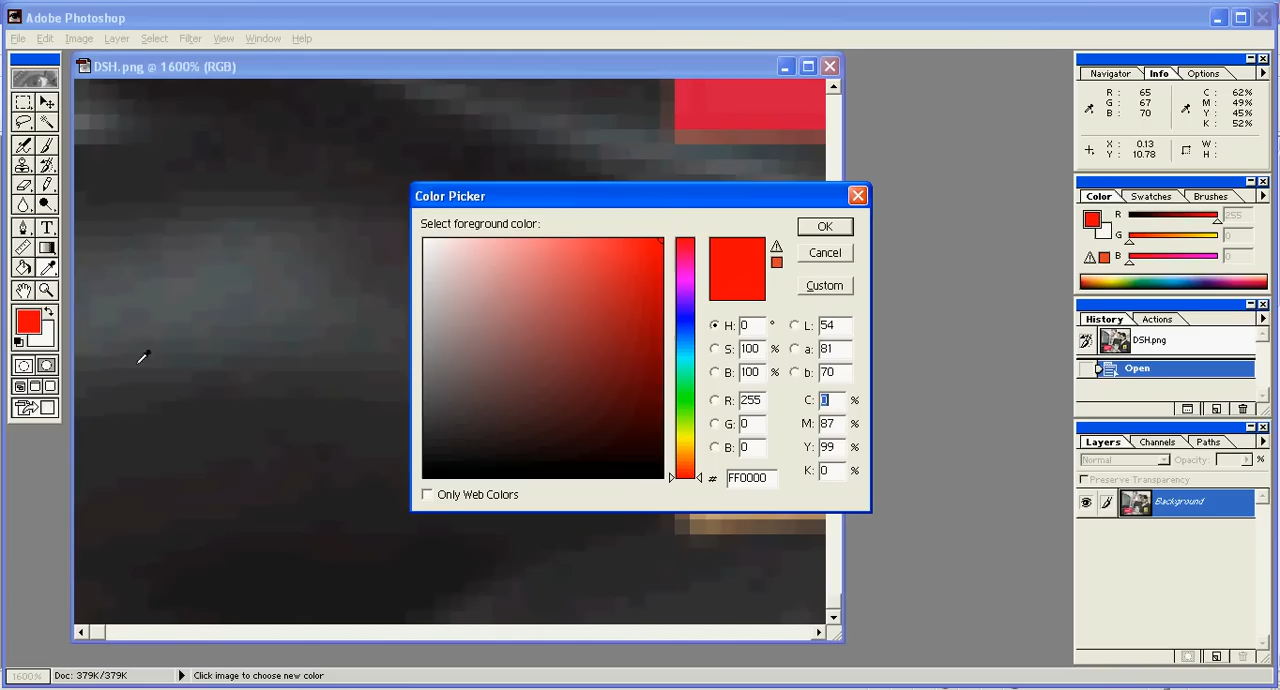 Adobe Photoshop
File Edit Image Layer Select Filter View Window Help
DSH.png @ 1600% (RGB)
Navigator Info Options
R : 65 C : 62%
G : 67 M : 49%
B : 70 Y : 45%
K : 52%
X : 0.13 W :
Y : 10.78 H :
Color Picker
Select foreground color:
OK
Cancel
Custom
H: 0 ° L: 54
S: 100 % a: 81
B: 100 % b: 70
R: 255 C: 0 %
G: 0 M: 87 %
B: 0 Y: 99 %
# FF0000 K: 0 %
Only Web Colors
Color Swatches Brushes
R 255
G 0
B 0
History Actions
DSH.png
Open
Layers Channels Paths
Normal Opacity: %
Preserve Transparency
Background
T
1600% Doc: 379K/379K Click image to choose new color